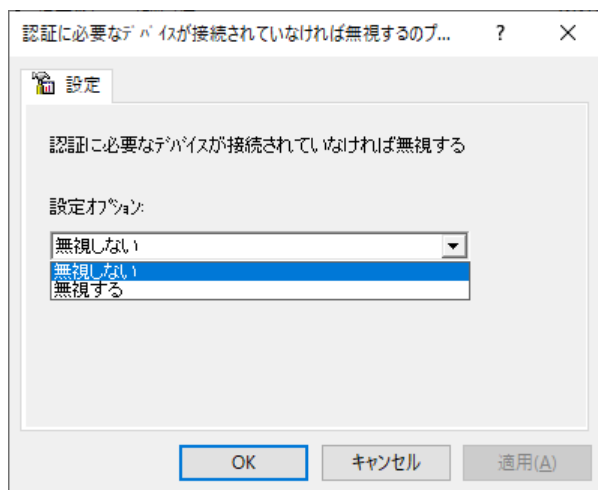 認証に必要なデバイスが接続されていなければ無視するのプ... ? ×
設定
認証に必要なデバイスが接続されていなければ無視する
設定オプション:
無視しない
無視しない
無視する
OK キャンセル 適用(A)